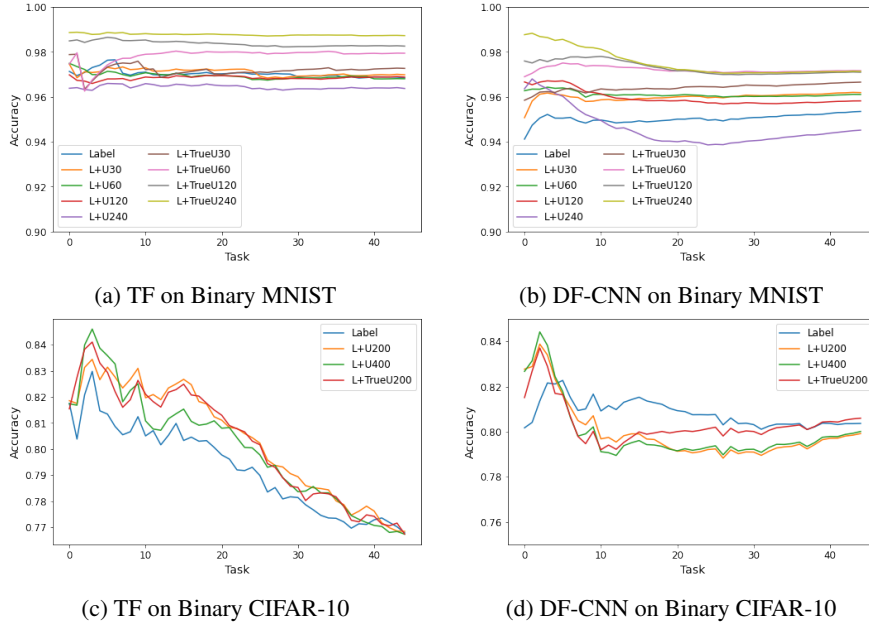 1.00
0.98
0.96
0.94
0.92
0.90
Accuracy
Label
L+U30
L+U60
L+U120
L+U240
L+TrueU30
L+TrueU60
L+TrueU120
L+TrueU240
0 10 20 30 40
Task
(a) TF on Binary MNIST
1.00
0.98
0.96
0.94
0.92
0.90
Accuracy
Label
L+U30
L+U60
L+U120
L+U240
L+TrueU30
L+TrueU60
L+TrueU120
L+TrueU240
0 10 20 30 40
Task
(b) DF-CNN on Binary MNIST
0.84
0.83
0.82
0.81
0.80
0.79
0.78
0.77
Accuracy
Label
L+U200
L+U400
L+TrueU200
0 10 20 30 40
Task
(c) TF on Binary CIFAR-10
0.84
0.82
0.80
0.78
0.76
Accuracy
Label
L+U200
L+U400
L+TrueU200
0 10 20 30 40
Task
(d) DF-CNN on Binary CIFAR-10